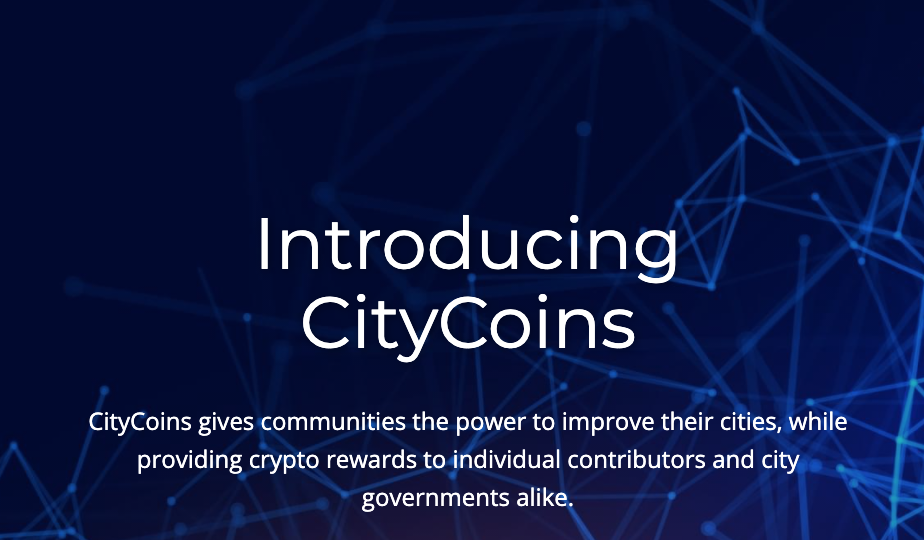 Introducing
CityCoins
CityCoins gives communities the power to improve their cities, while
providing crypto rewards to individual contributors and city
governments alike.